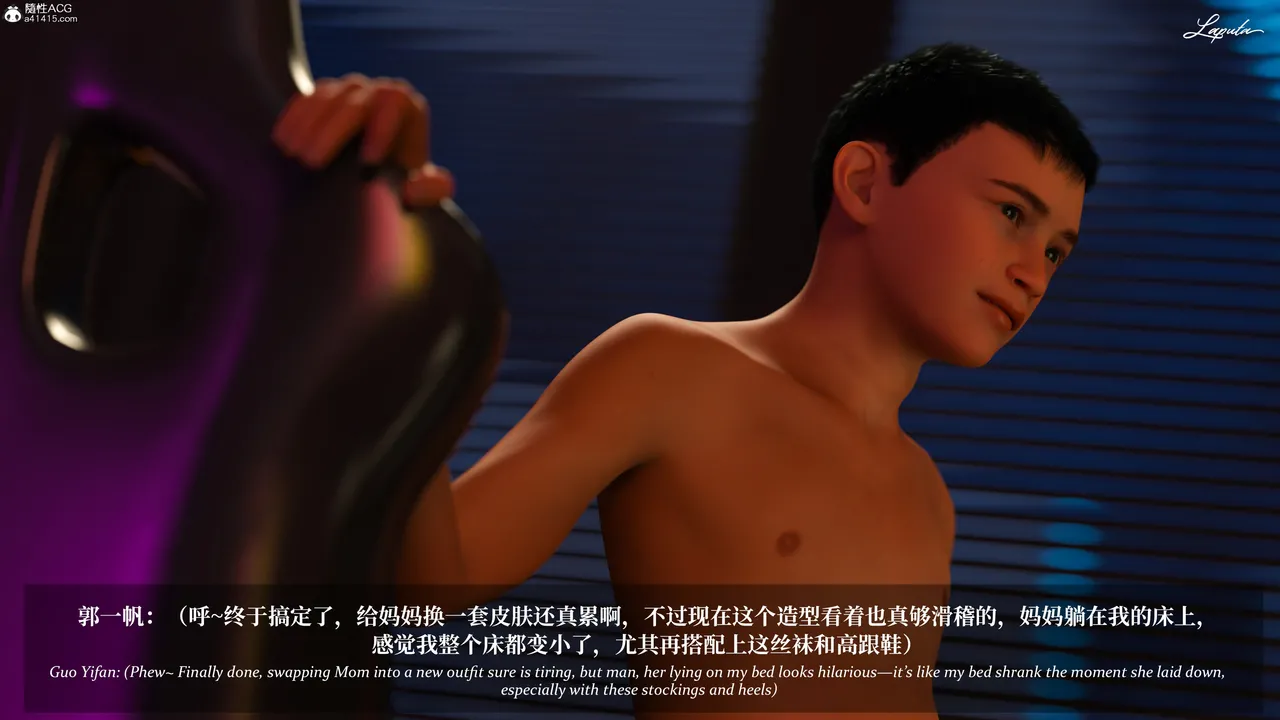 隨性ACG
a41415.com
Laputa
郭一帆：（呼~终于搞定了，给妈妈换一套皮肤还真累啊，不过现在这个造型看着也真够滑稽的，妈妈躺在我的床上，
感觉我整个床都变小了，尤其再搭配上这丝袜和高跟鞋）
Guo Yifan: (Phew~ Finally done, swapping Mom into a new outfit sure is tiring, but man, her lying on my bed looks hilarious—it's like my bed shrank the moment she laid down,
especially with these stockings and heels)